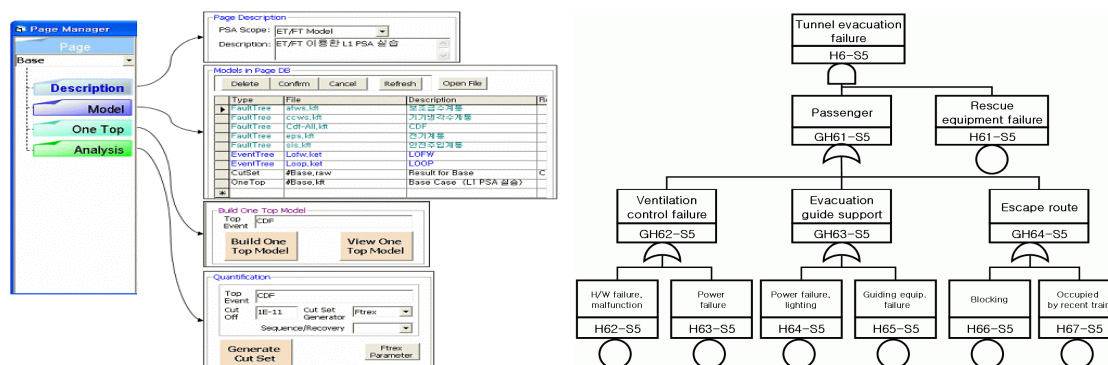 Page Manager
Page
Base
Description
Model
One Top
Analysis
Page Description
PSA Scope: ET/FT Model
Description: ET/FT 이용한 L1 PSA 실습
Models in Page DB
Delete Confirm Cancel Refresh Open File
Type File Description Re
FaultTree afws,kft 보조급수계통
FaultTree ccws,kft 기기냉각수계통
FaultTree Cdf-All,kft CDF
FaultTree eps,kft 전기계통
FaultTree sis,kft 안전주입계통
EventTree Lofw,ket LOFW
EventTree Loop,ket LOOP
CutSet #Base,raw Result for Base C
OneTop #Base,kft Base Case (L1 PSA 실습)
Build One Top Model
Top Event CDF
Build One Top Model
View One Top Model
Quantification
Top Event CDF
Cut Off 1E-11 Cut Set Generator Ftrex
Sequence/Recovery
Generate Cut Set
Ftrex Parameter
Tunnel evacuation
failure
H6-S5
Passenger
GH61-S5
Rescue
equipment failure
H61-S5
Ventilation
control failure
GH62-S5
Evacuation
guide support
GH63-S5
Escape route
GH64-S5
H/W failure,
malfunction
H62-S5
Power
failure
H63-S5
Power failure,
lighting
H64-S5
Guiding equip.
failure
H65-S5
Blocking
H66-S5
Occupied
by recent train
H67-S5